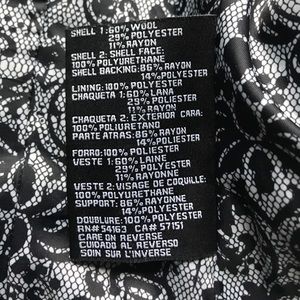 SHELL 1:60% WOOL
29% POLYESTER
11% RAYON
SHELL 2: SHELL FACE:
100% POLYURETHANE
SHELL BACKING: 86% RAYON
14% POLYESTER
LINING: 100% POLYESTER
CHAQUETA 1:60% LANA
29% POLIESTER
11% RAYON
CHAQUETA 2: EXTERIOR CARA:
100% POLIURETANO
PARTE ATRAS: 86% RAYON
14% POLIESTER
FORRO: 100% POLIESTER
VESTE 1: 60% LAINE
29% POLYESTER
11% RAYONNE
VESTE 2: VISAGE DE COQUILLE:
100% POLYURETHANE
SUPPORT: 86% RAYONNE
14% POLYESTER
DOUBLURE: 100% POLYESTER
RN# 54163 CA# 57151
CARE ON REVERSE
CUIDADO AL REVERSO
SOIN SUR L'INVERSE